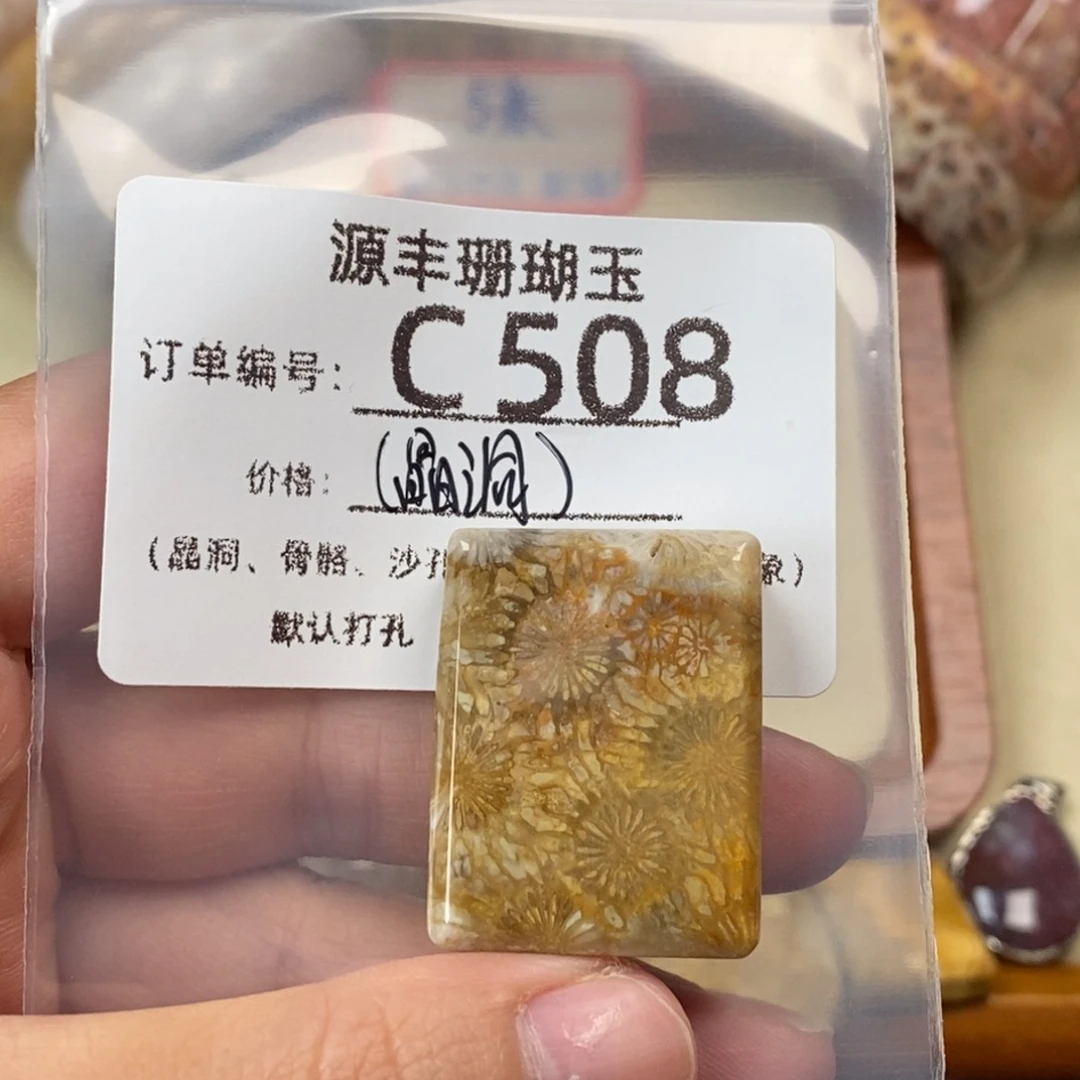 源丰珊瑚玉
订单编号: C508
价格: (晶洞)
(晶洞、骨骼、沙孔 象)
默认打孔